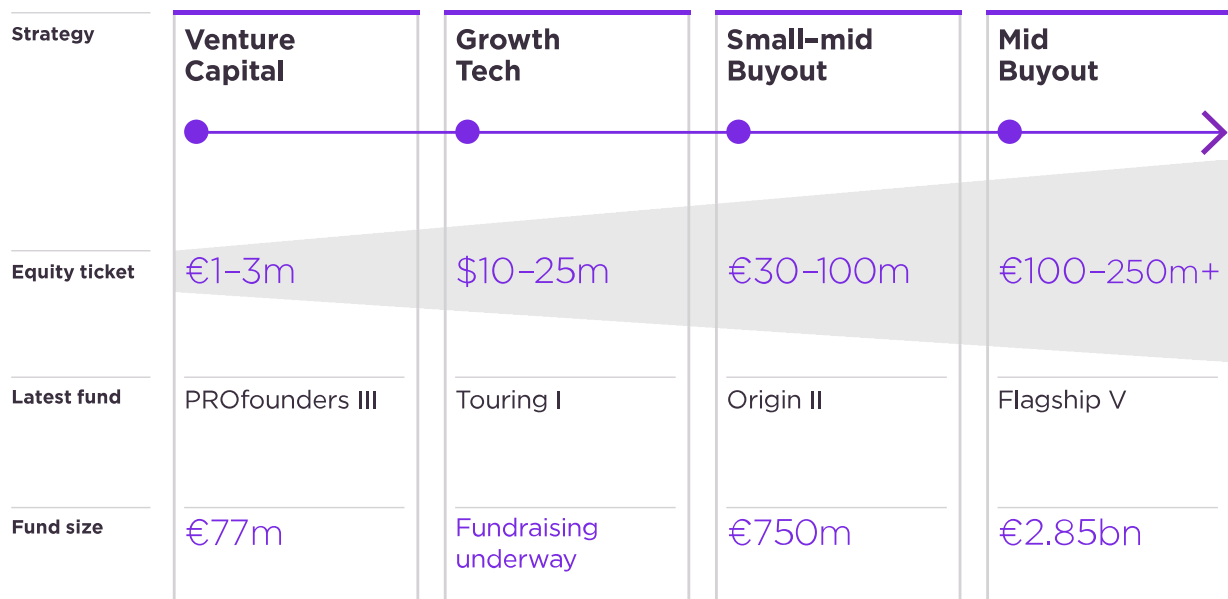 Strategy
Venture
Capital
Growth
Tech
Small–mid
Buyout
Mid
Buyout
Equity ticket
€1–3m
$10–25m
€30–100m
€100–250m+
Latest fund
PROfounders III
Touring I
Origin II
Flagship V
Fund size
€77m
Fundraising
underway
€750m
€2.85bn